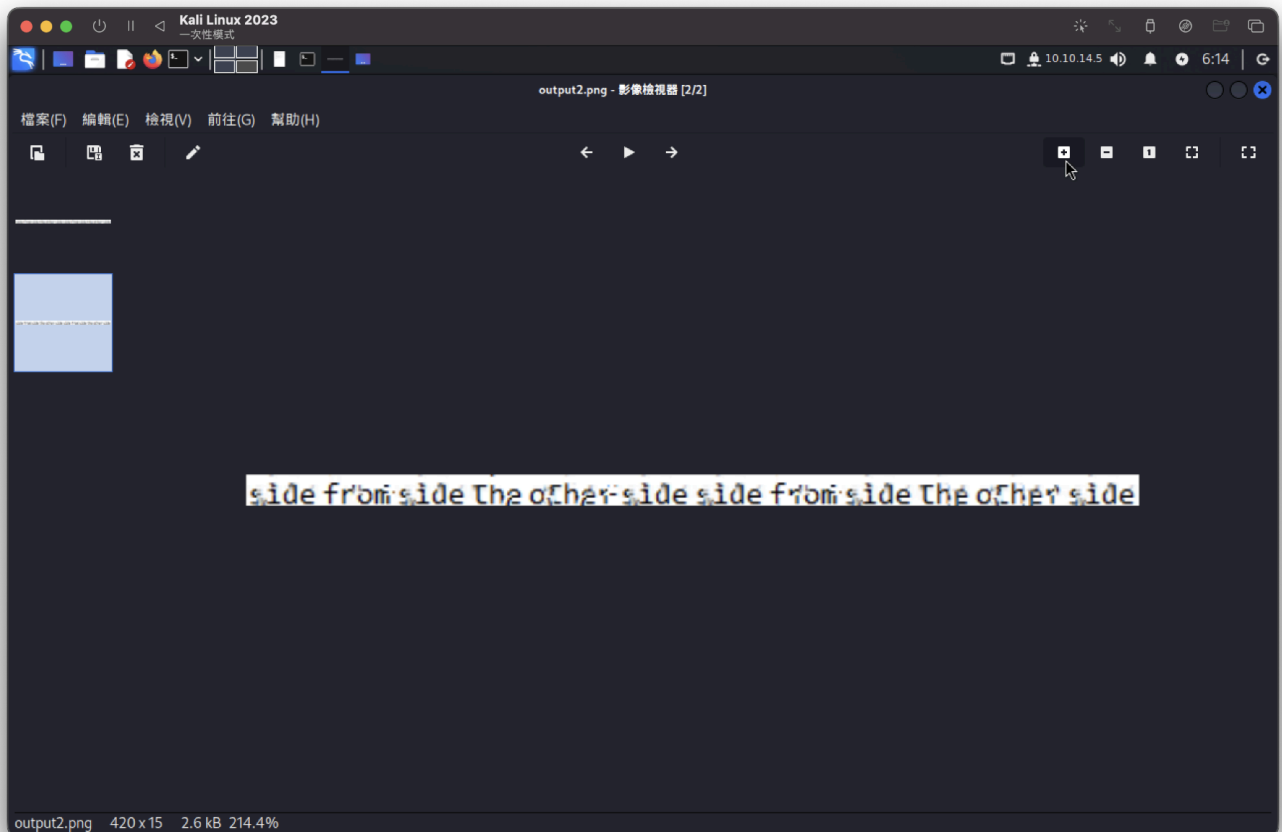 Kali Linux 2023
一次性模式
10.10.14.5
6:14
output2.png - 影像檢視器 [2/2]
檔案(F) 編輯(E) 檢視(V) 前往(G) 幫助(H)
side from side the other side side from side the other side
output2.png 420 x 15 2.6 kB 214.4%